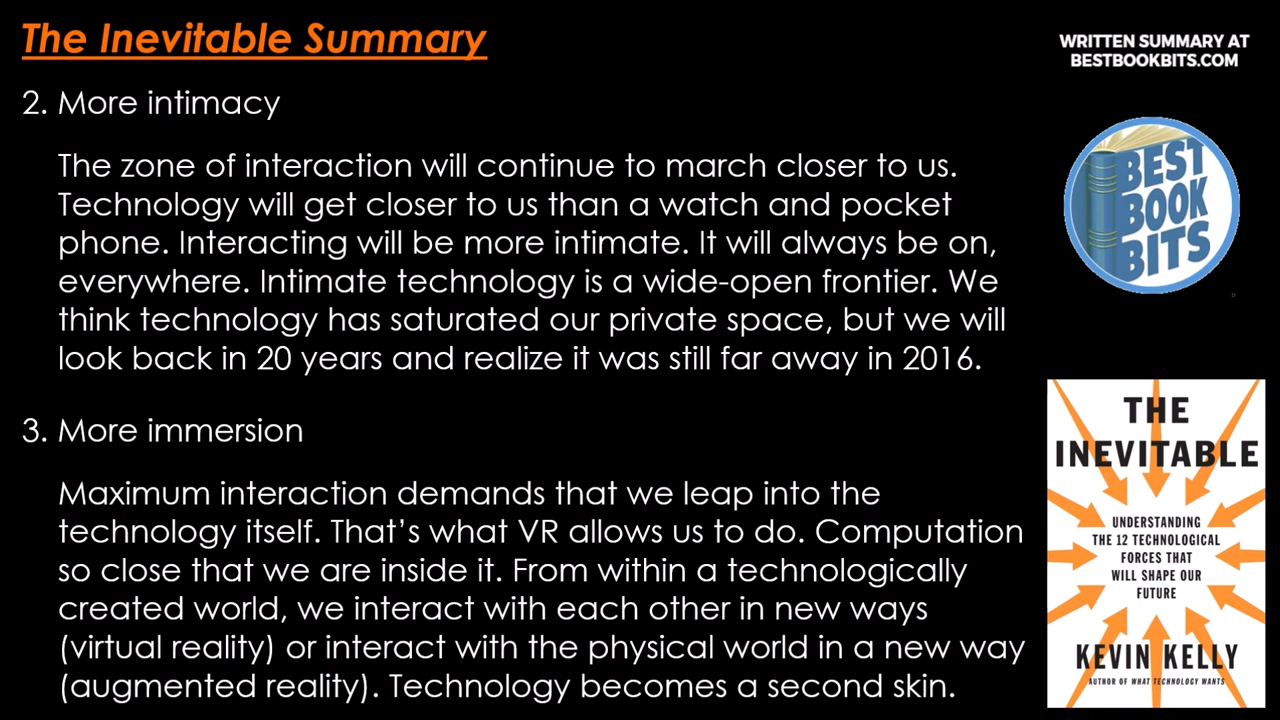 The Inevitable Summary
WRITTEN SUMMARY AT
BESTBOOKBITS.COM
2. More intimacy
The zone of interaction will continue to march closer to us.
Technology will get closer to us than a watch and pocket
phone. Interacting will be more intimate. It will always be on,
everywhere. Intimate technology is a wide-open frontier. We
think technology has saturated our private space, but we will
look back in 20 years and realize it was still far away in 2016.
3. More immersion
Maximum interaction demands that we leap into the
technology itself. That’s what VR allows us to do. Computation
so close that we are inside it. From within a technologically
created world, we interact with each other in new ways
(virtual reality) or interact with the physical world in a new way
(augmented reality). Technology becomes a second skin.
BEST
BOOK
BITS
THE
INEVITABLE
UNDERSTANDING
THE 12 TECHNOLOGICAL
FORCES THAT
WILL SHAPE OUR
FUTURE
KEVIN KELLY
AUTHOR OF WHAT TECHNOLOGY WANTS